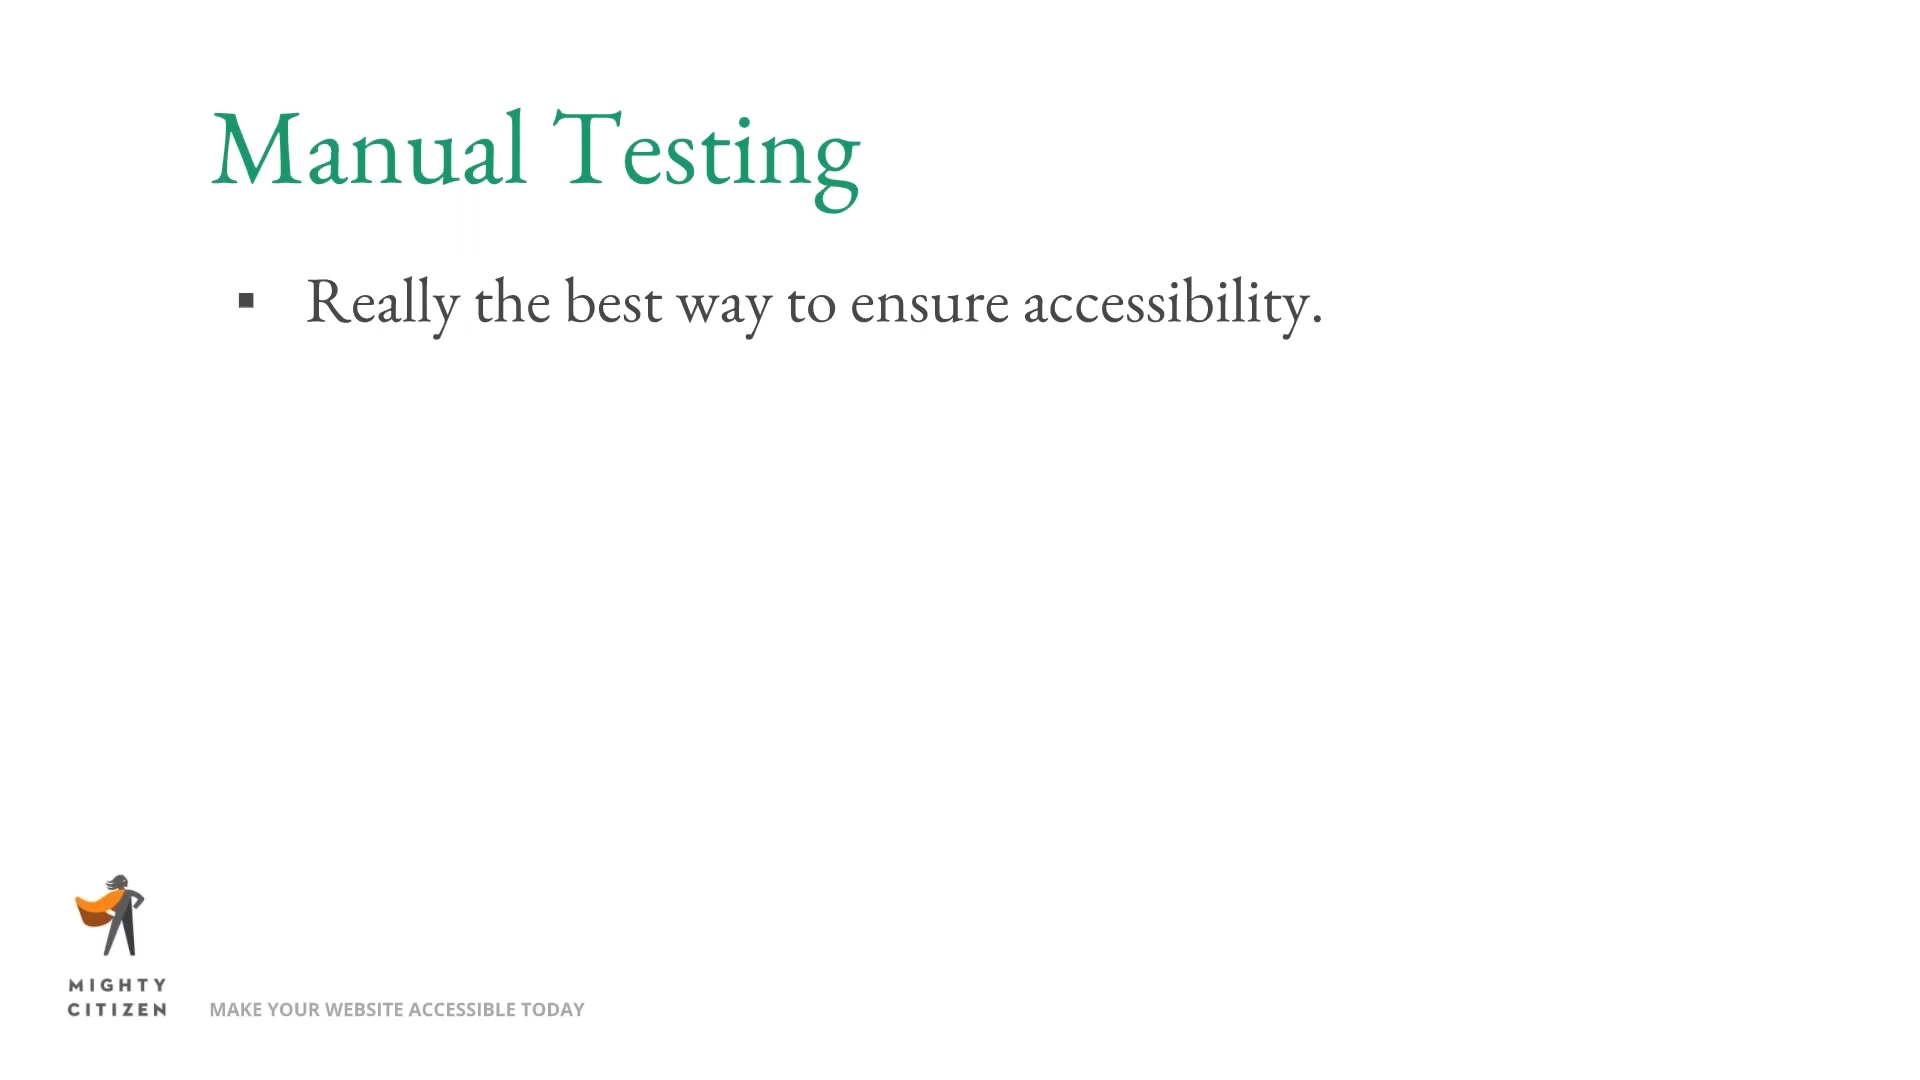 Manual Testing
▪ Really the best way to ensure accessibility.
MIGHTY
CITIZEN
MAKE YOUR WEBSITE ACCESSIBLE TODAY